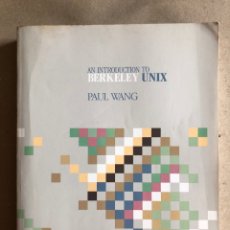 AN INTRODUCTION TO
BERKELEY UNIX
PAUL WANG